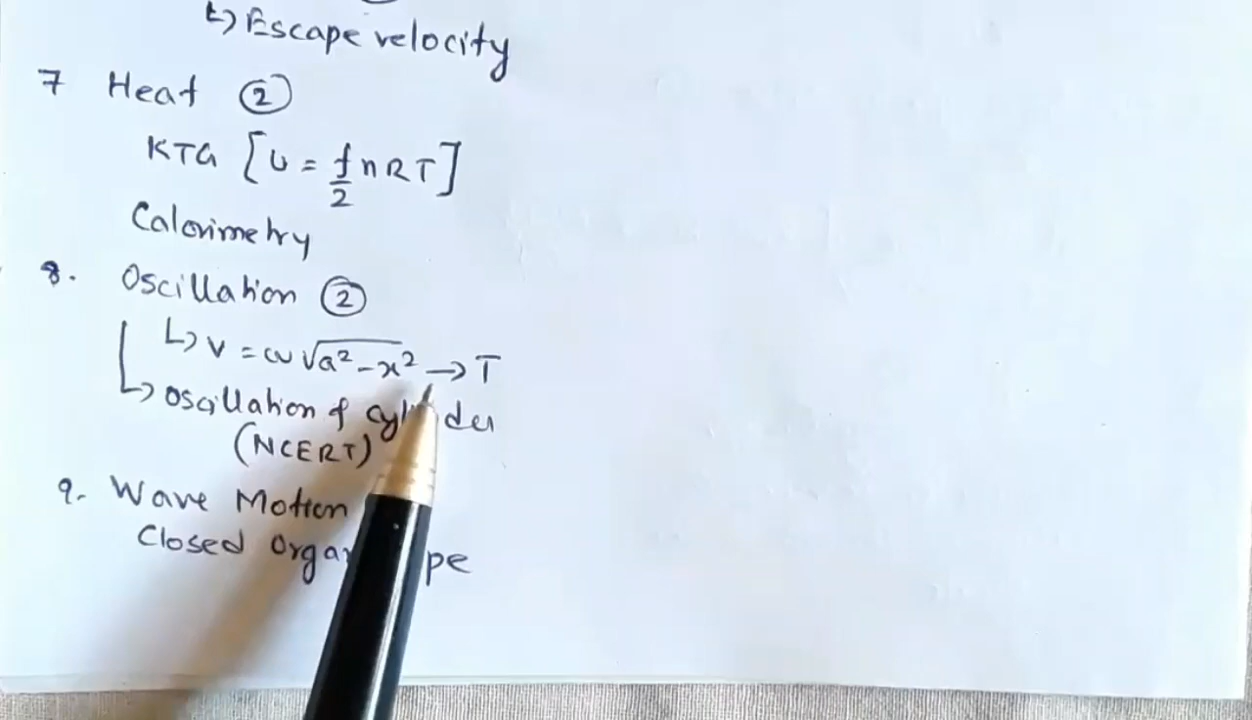 ↳ Escape velocity
7 Heat ②
KTG [U = f/2 nRT]
Calorimetry
8. Oscillation ②
↳ v = ω√(a² - x²) → T
↳ Oscillation of
(NCERT)
9. Wave Motion
Closed